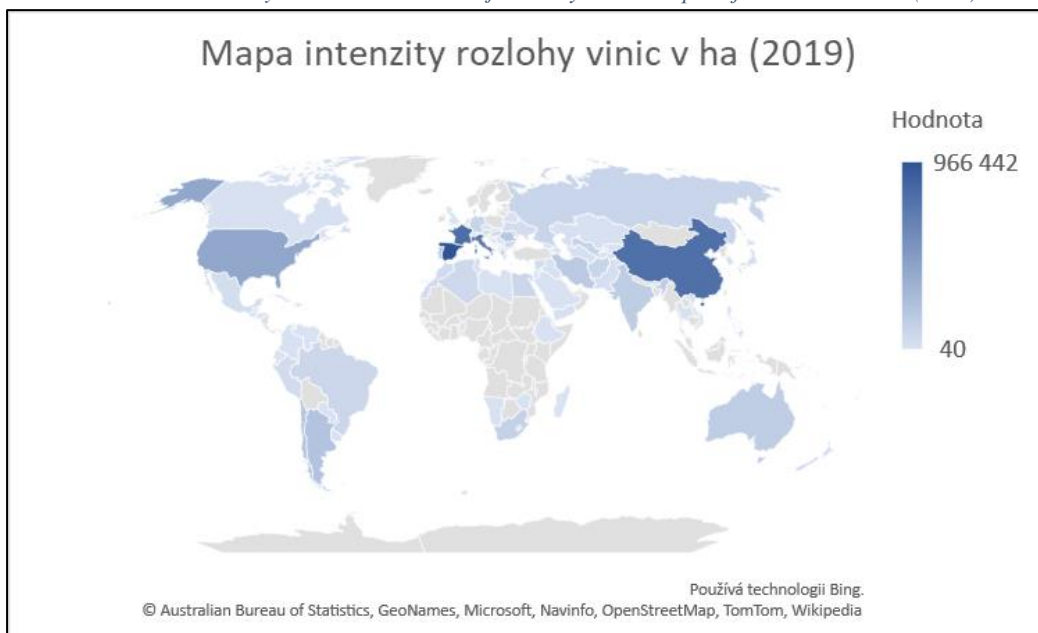 Mapa intenzity rozlohy vinic v ha (2019)
Hodnota
966 442
40
Používá technologii Bing.
© Australian Bureau of Statistics, GeoNames, Microsoft, Navinfo, OpenStreetMap, TomTom, Wikipedia